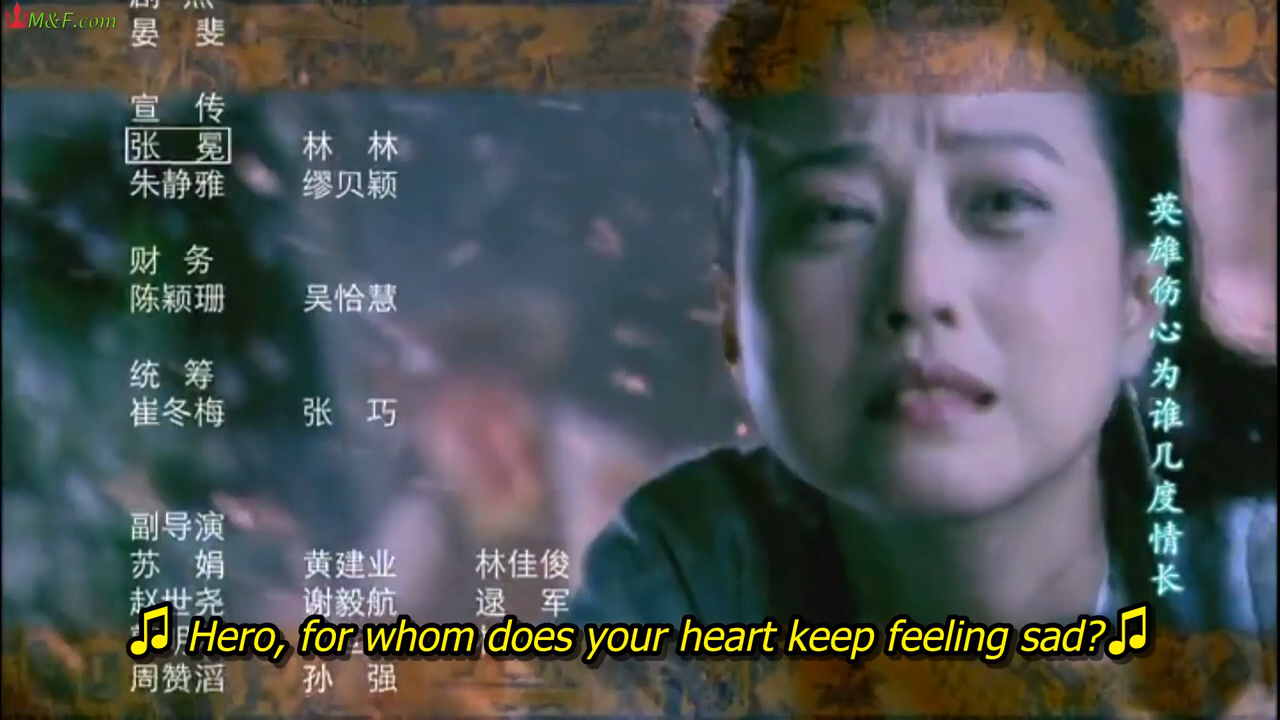 M&F.com
剧 照
晏 斐
宣 传
张 冕 林 林
朱静雅 缪贝颖
财 务
陈颖珊 吴恰慧
统 筹
崔冬梅 张 巧
副导演
苏 娟 黄建业 林佳俊
赵世尧 谢毅航 逯 军
周赞滔 孙 强
英雄伤心为谁几度情长
♫ Hero, for whom does your heart keep feeling sad?♫